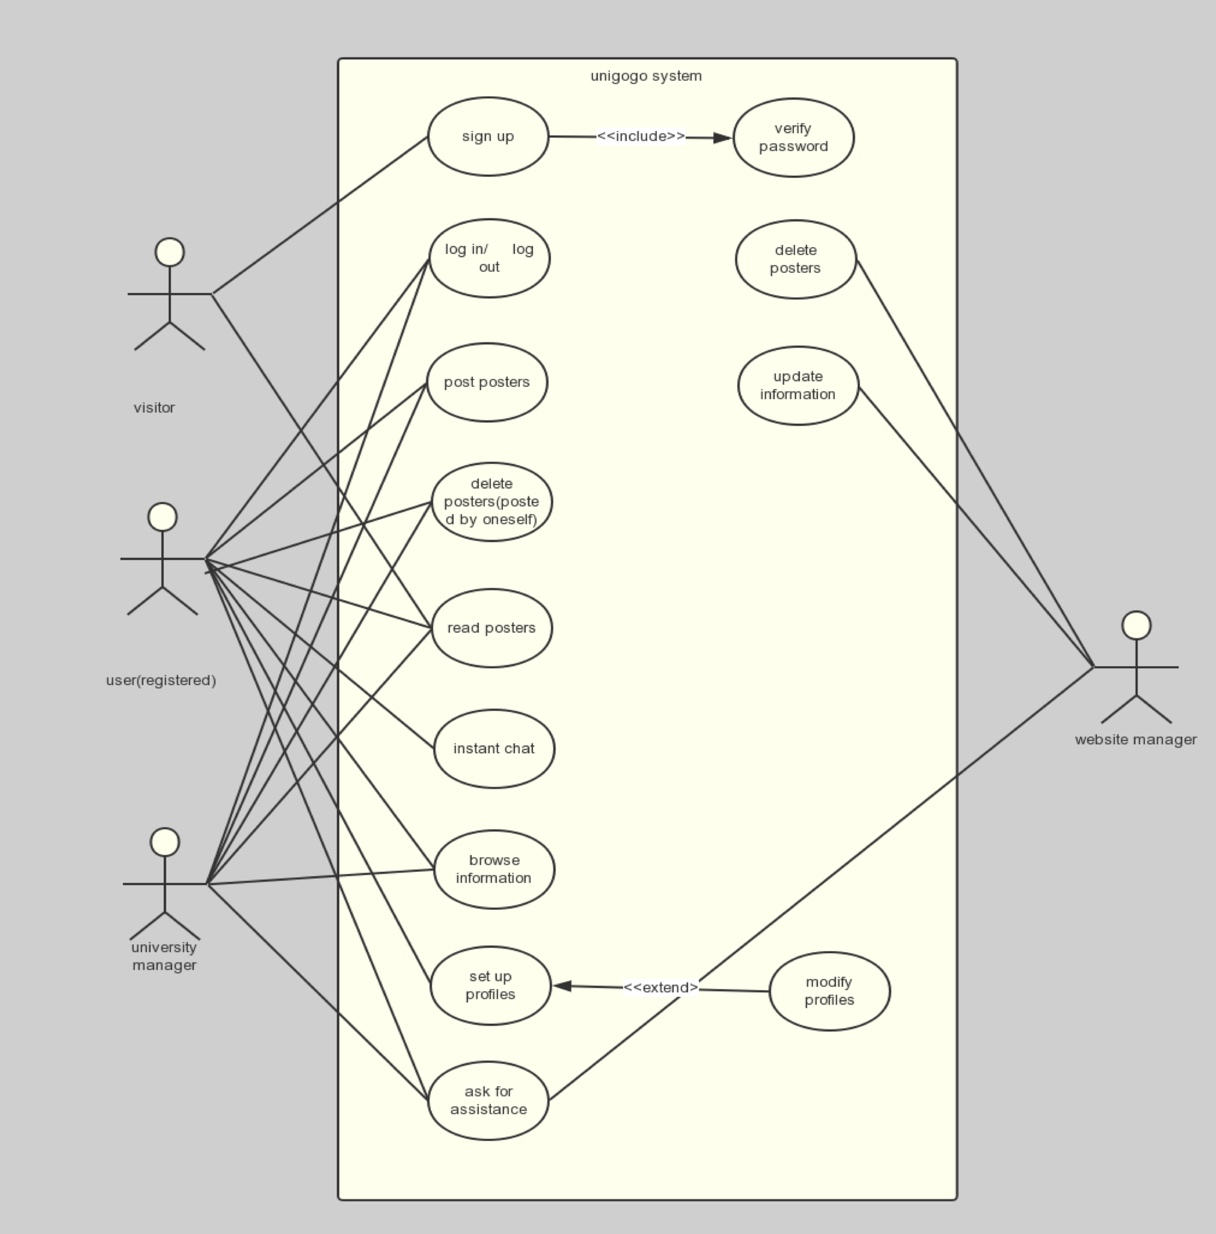 unigogo system
sign up
<<include>>
verify
password
log in/ log
out
delete
posters
visitor
post posters
update
information
delete
posters(poste
d by oneself)
user(registered)
read posters
website manager
instant chat
browse
information
university
manager
set up
profiles
<<extend>
modify
profiles
ask for
assistance